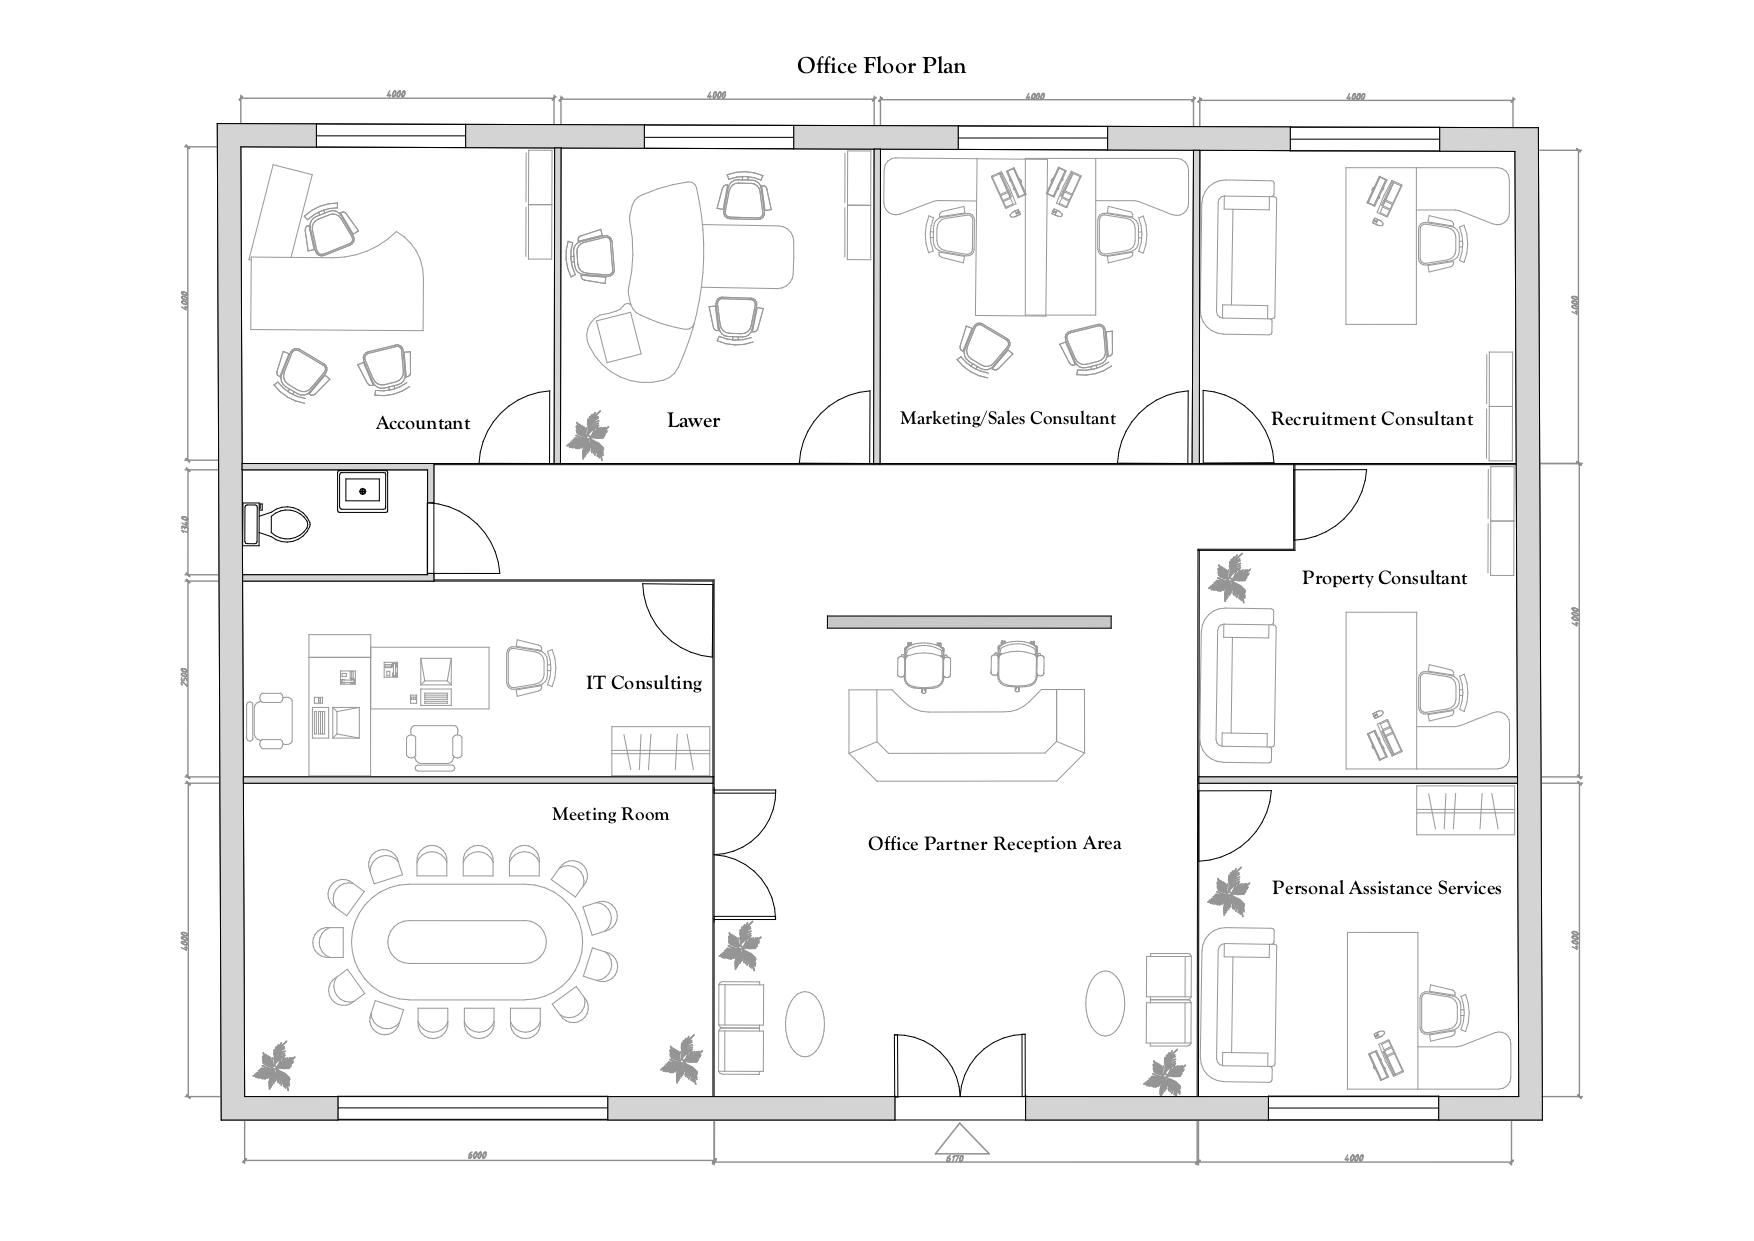 Office Floor Plan
4000
4000
4000
4000
4000
4000
Accountant
Lawer
Marketing/Sales Consultant
Recruitment Consultant
1340
Property Consultant
4000
2500
IT Consulting
Meeting Room
Office Partner Reception Area
Personal Assistance Services
4000
4000
6000
6170
4000